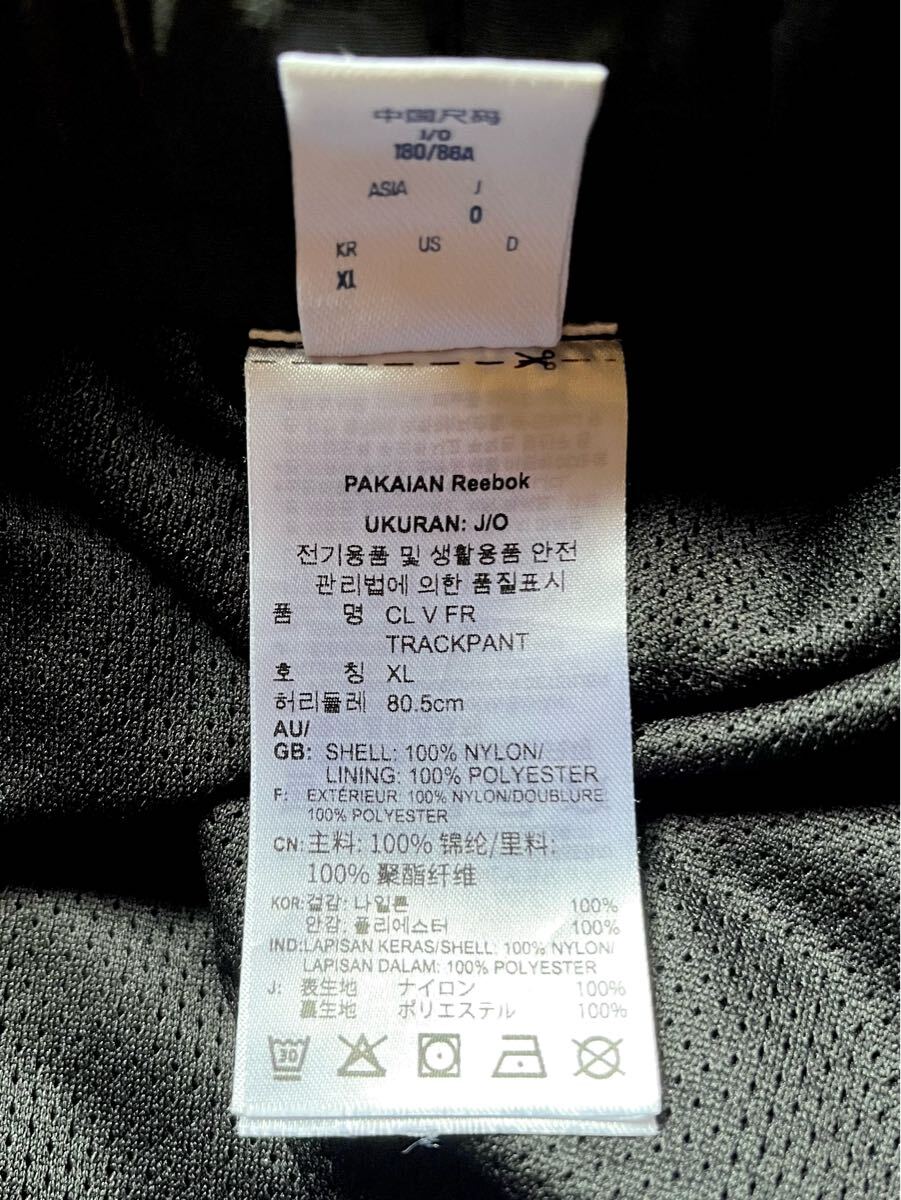 中国尺码
J/O
180/86A
ASIA J
O
KR US D
XL
PAKAIAN Reebok
UKURAN: J/O
전기용품 및 생활용품 안전
관리법에 의한 품질표시
품 명 CL V FR
TRACKPANT
호 칭 XL
허리둘레 80.5cm
AU/
GB: SHELL: 100% NYLON/
LINING: 100% POLYESTER
F: EXTÉRIEUR: 100% NYLON/DOUBLURE:
100% POLYESTER
CN: 主料: 100% 锦纶/里料:
100% 聚酯纤维
KOR: 겉감: 나일론 100%
안감: 폴리에스터 100%
IND:LAPISAN KERAS/SHELL: 100% NYLON/
LAPISAN DALAM: 100% POLYESTER
J: 表生地 ナイロン 100%
裏生地 ポリエステル 100%
30